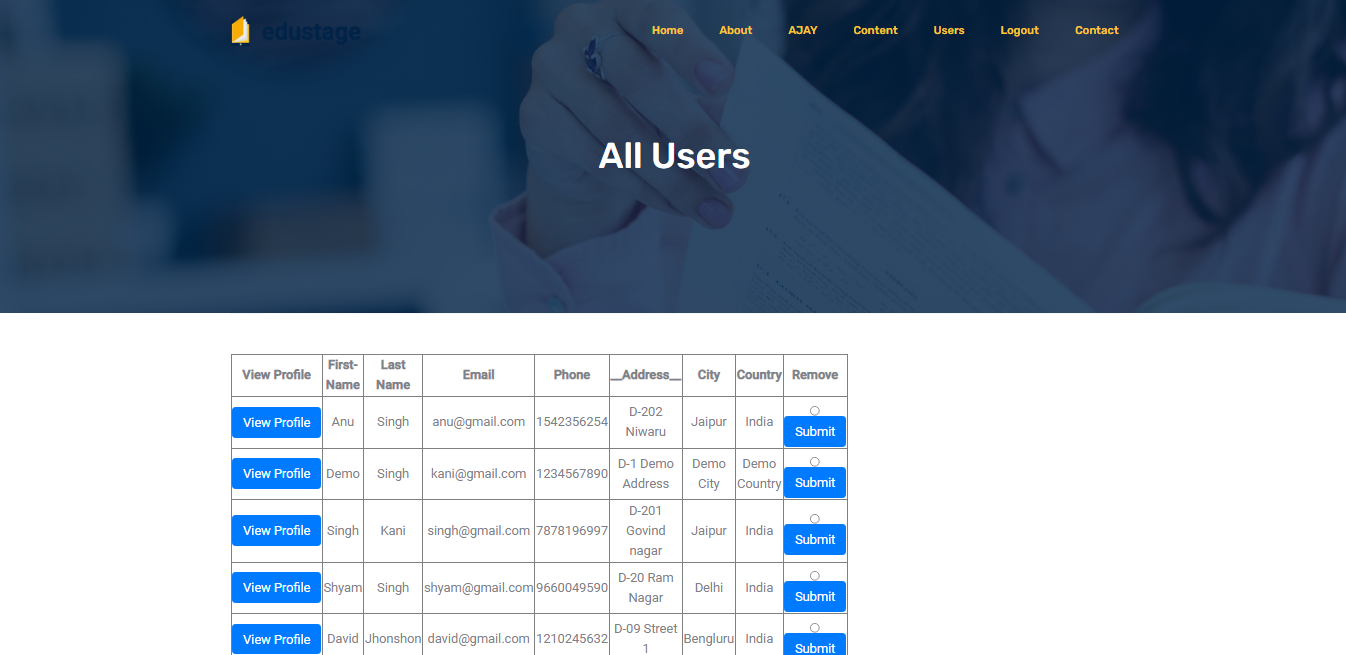 edustage
Home About AJAY Content Users Logout Contact
All Users
View Profile First-Name Last Name Email Phone __Address__ City Country Remove
View Profile Anu Singh anu@gmail.com 1542356254 D-202 Niwaru Jaipur India Submit
View Profile Demo Singh kani@gmail.com 1234567890 D-1 Demo Address Demo City Demo Country Submit
View Profile Singh Kani singh@gmail.com 7878196997 D-201 Govind nagar Jaipur India Submit
View Profile Shyam Singh shyam@gmail.com 9660049590 D-20 Ram Nagar Delhi India Submit
View Profile David Jhonshon david@gmail.com 1210245632 D-09 Street 1 Bengluru India Submit